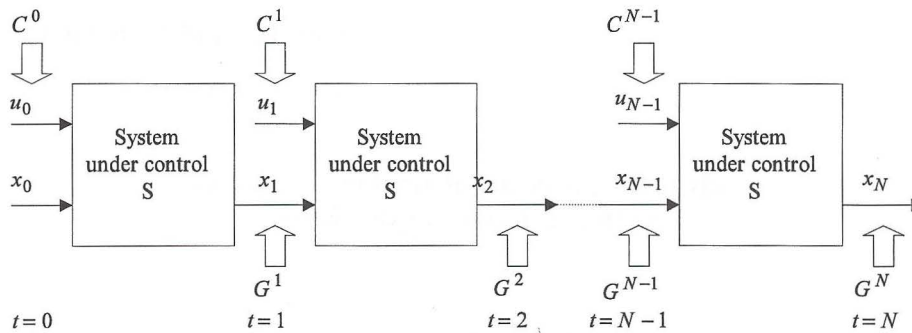 C^0 C^1 C^{N-1}
u_0 u_1 u_{N-1}
System under control S
System under control S
System under control S
x_0 x_1 x_2 x_{N-1} x_N
G^1 G^2 G^{N-1} G^N
t=0 t=1 t=2 t=N-1 t=N